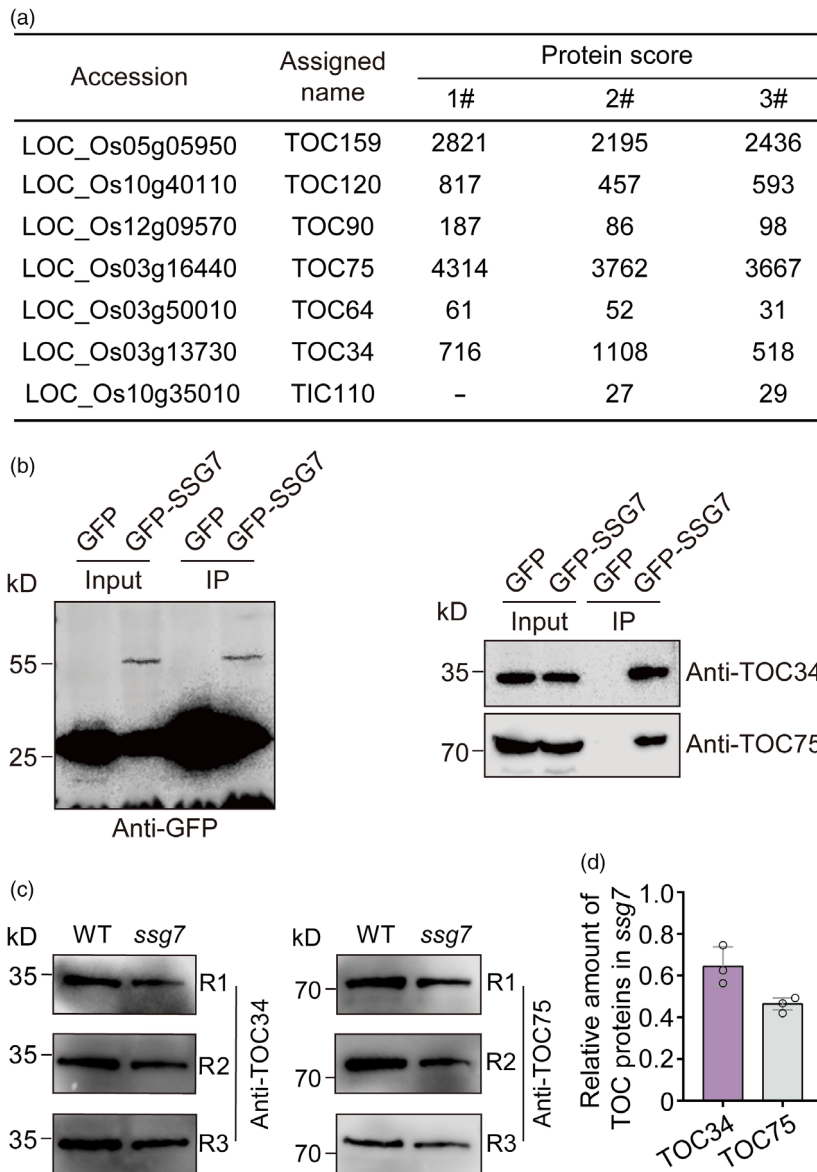 (a)
Accession Assigned name Protein score
1# 2# 3#
LOC_Os05g05950 TOC159 2821 2195 2436
LOC_Os10g40110 TOC120 817 457 593
LOC_Os12g09570 TOC90 187 86 98
LOC_Os03g16440 TOC75 4314 3762 3667
LOC_Os03g50010 TOC64 61 52 31
LOC_Os03g13730 TOC34 716 1108 518
LOC_Os10g35010 TIC110 - 27 29
(b)
GFP GFP-SSG7 GFP GFP-SSG7
kD Input IP
55
25
Anti-GFP
GFP GFP-SSG7 GFP GFP-SSG7
kD Input IP
35 Anti-TOC34
70 Anti-TOC75
(c)
kD WT ssg7
35 R1
35 R2
35 R3
Anti-TOC34
kD WT ssg7
70 R1
70 R2
70 R3
Anti-TOC75
(d)
Relative amount of
TOC proteins in ssg7
1.0
0.8
0.6
0.4
0.2
0
TOC34 TOC75